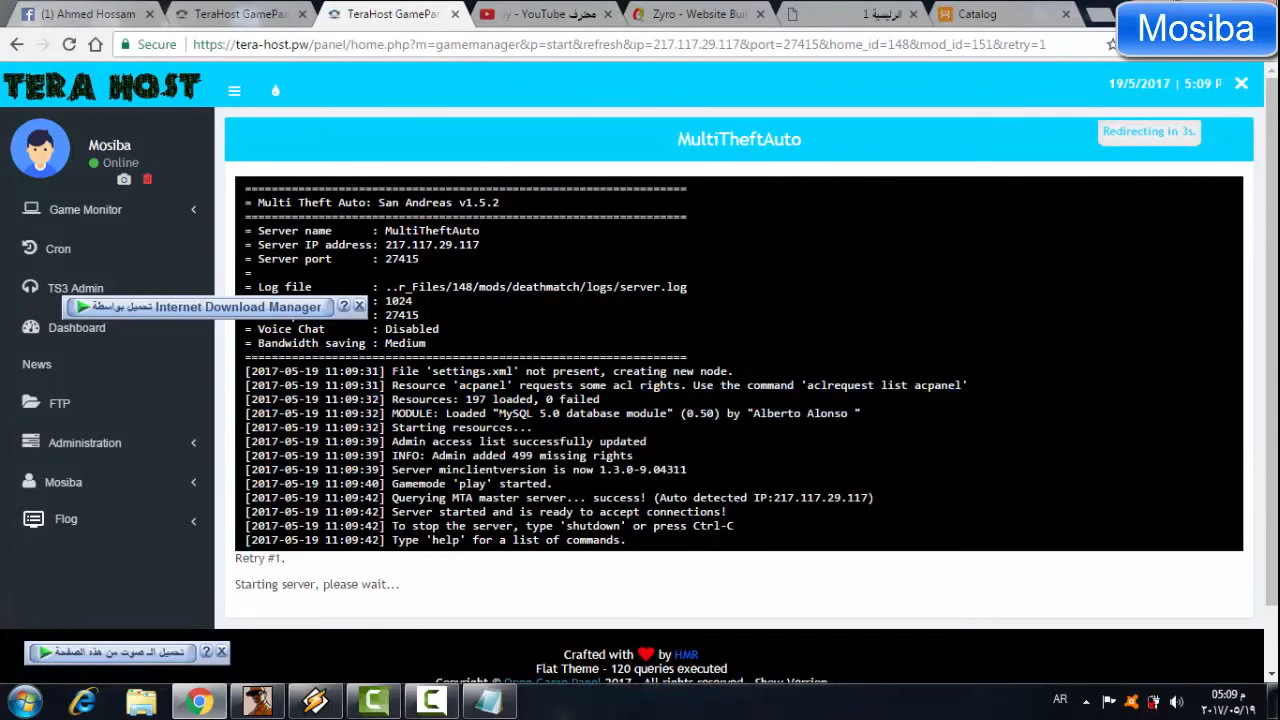 (1) Ahmed Hossam
TeraHost GamePan
TeraHost GamePan
محترف - YouTube
Zyro - Website Buil
الرئيسية 1
Catalog
Mosiba
Secure
https://tera-host.pw/panel/home.php?m=gamemanager&p=start&refresh&ip=217.117.29.117&port=27415&home_id=148&mod_id=151&retry=1
TERA HOST
19/5/2017 | 5:09 P
Mosiba
Online
MultiTheftAuto
Redirecting in 3s.
Game Monitor
Cron
TS3 Admin
تحميل بواسطة Internet Download Manager
Dashboard
News
FTP
Administration
Mosiba
Flog
===============================================================
= Multi Theft Auto: San Andreas v1.5.2
===============================================================
= Server name : MultiTheftAuto
= Server IP address: 217.117.29.117
= Server port : 27415
=
= Log file : ..r_Files/148/mods/deathmatch/logs/server.log
: 1024
: 27415
= Voice Chat : Disabled
= Bandwidth saving : Medium
===============================================================
[2017-05-19 11:09:31] File 'settings.xml' not present, creating new node.
[2017-05-19 11:09:31] Resource 'acpanel' requests some acl rights. Use the command 'aclrequest list acpanel'
[2017-05-19 11:09:32] Resources: 197 loaded, 0 failed
[2017-05-19 11:09:32] MODULE: Loaded "MySQL 5.0 database module" (0.50) by "Alberto Alonso "
[2017-05-19 11:09:32] Starting resources...
[2017-05-19 11:09:39] Admin access list successfully updated
[2017-05-19 11:09:39] INFO: Admin added 499 missing rights
[2017-05-19 11:09:39] Server minclientversion is now 1.3.0-9.04311
[2017-05-19 11:09:40] Gamemode 'play' started.
[2017-05-19 11:09:42] Querying MTA master server... success! (Auto detected IP:217.117.29.117)
[2017-05-19 11:09:42] Server started and is ready to accept connections!
[2017-05-19 11:09:42] To stop the server, type 'shutdown' or press Ctrl-C
[2017-05-19 11:09:42] Type 'help' for a list of commands.
Retry #1.
Starting server, please wait...
تحميل الـ صوت من هذه الصفحة
Crafted with ❤ by HMR
Flat Theme - 120 queries executed
Copyright © Open Game Panel 2017 - All rights reserved - Show Version
AR
05:09 م
٢٠١٧/٠٥/١٩